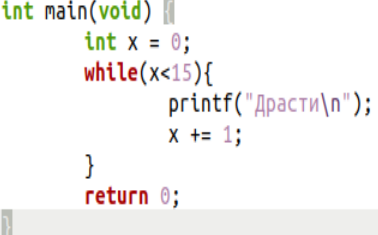 int main(void) {
int x = 0;
while(x<15){
printf("Драсти\n");
x += 1;
}
return 0;
}